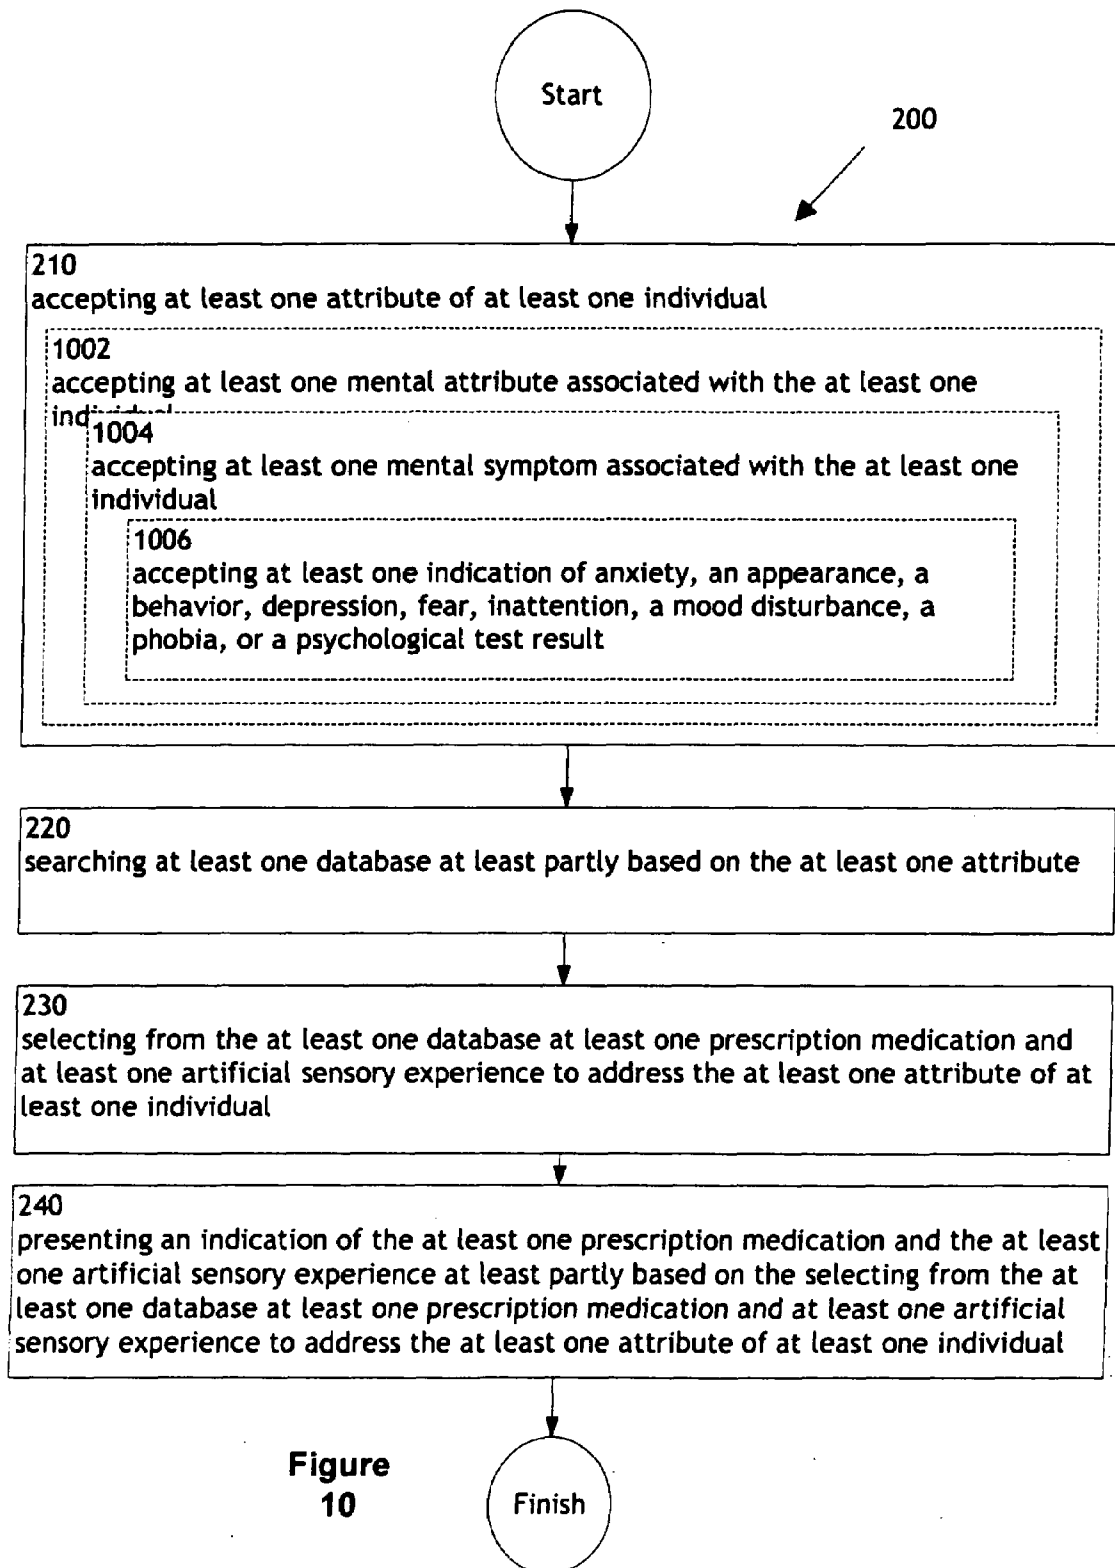 Start
200
210
accepting at least one attribute of at least one individual
1002
accepting at least one mental attribute associated with the at least one
individual
1004
accepting at least one mental symptom associated with the at least one
individual
1006
accepting at least one indication of anxiety, an appearance, a
behavior, depression, fear, inattention, a mood disturbance, a
phobia, or a psychological test result
220
searching at least one database at least partly based on the at least one attribute
230
selecting from the at least one database at least one prescription medication and
at least one artificial sensory experience to address the at least one attribute of at
least one individual
240
presenting an indication of the at least one prescription medication and the at least
one artificial sensory experience at least partly based on the selecting from the at
least one database at least one prescription medication and at least one artificial
sensory experience to address the at least one attribute of at least one individual
Figure
10
Finish